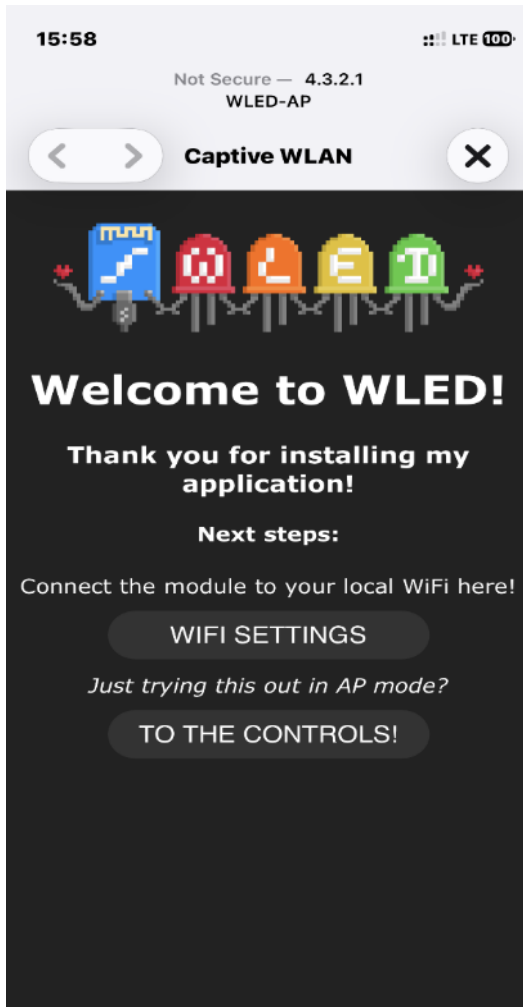 15:58 LTE 100
Not Secure — 4.3.2.1
WLED-AP
Captive WLAN
WLED
Welcome to WLED!
Thank you for installing my
application!
Next steps:
Connect the module to your local WiFi here!
WIFI SETTINGS
Just trying this out in AP mode?
TO THE CONTROLS!